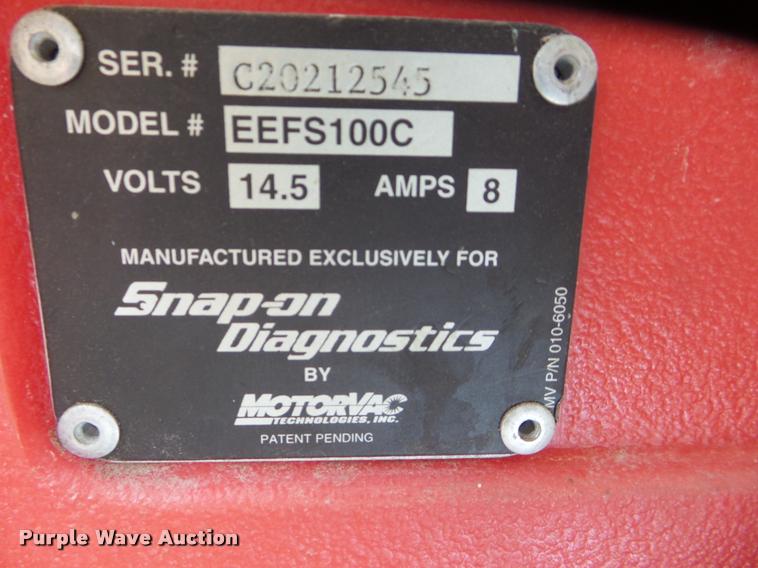 SER. # C20212545
MODEL # EEFS100C
VOLTS 14.5 AMPS 8
MANUFACTURED EXCLUSIVELY FOR
Snap-on
Diagnostics
BY
MOTORVAC
TECHNOLOGIES, INC.
PATENT PENDING
MV P/N 010-6050
Purple Wave Auction